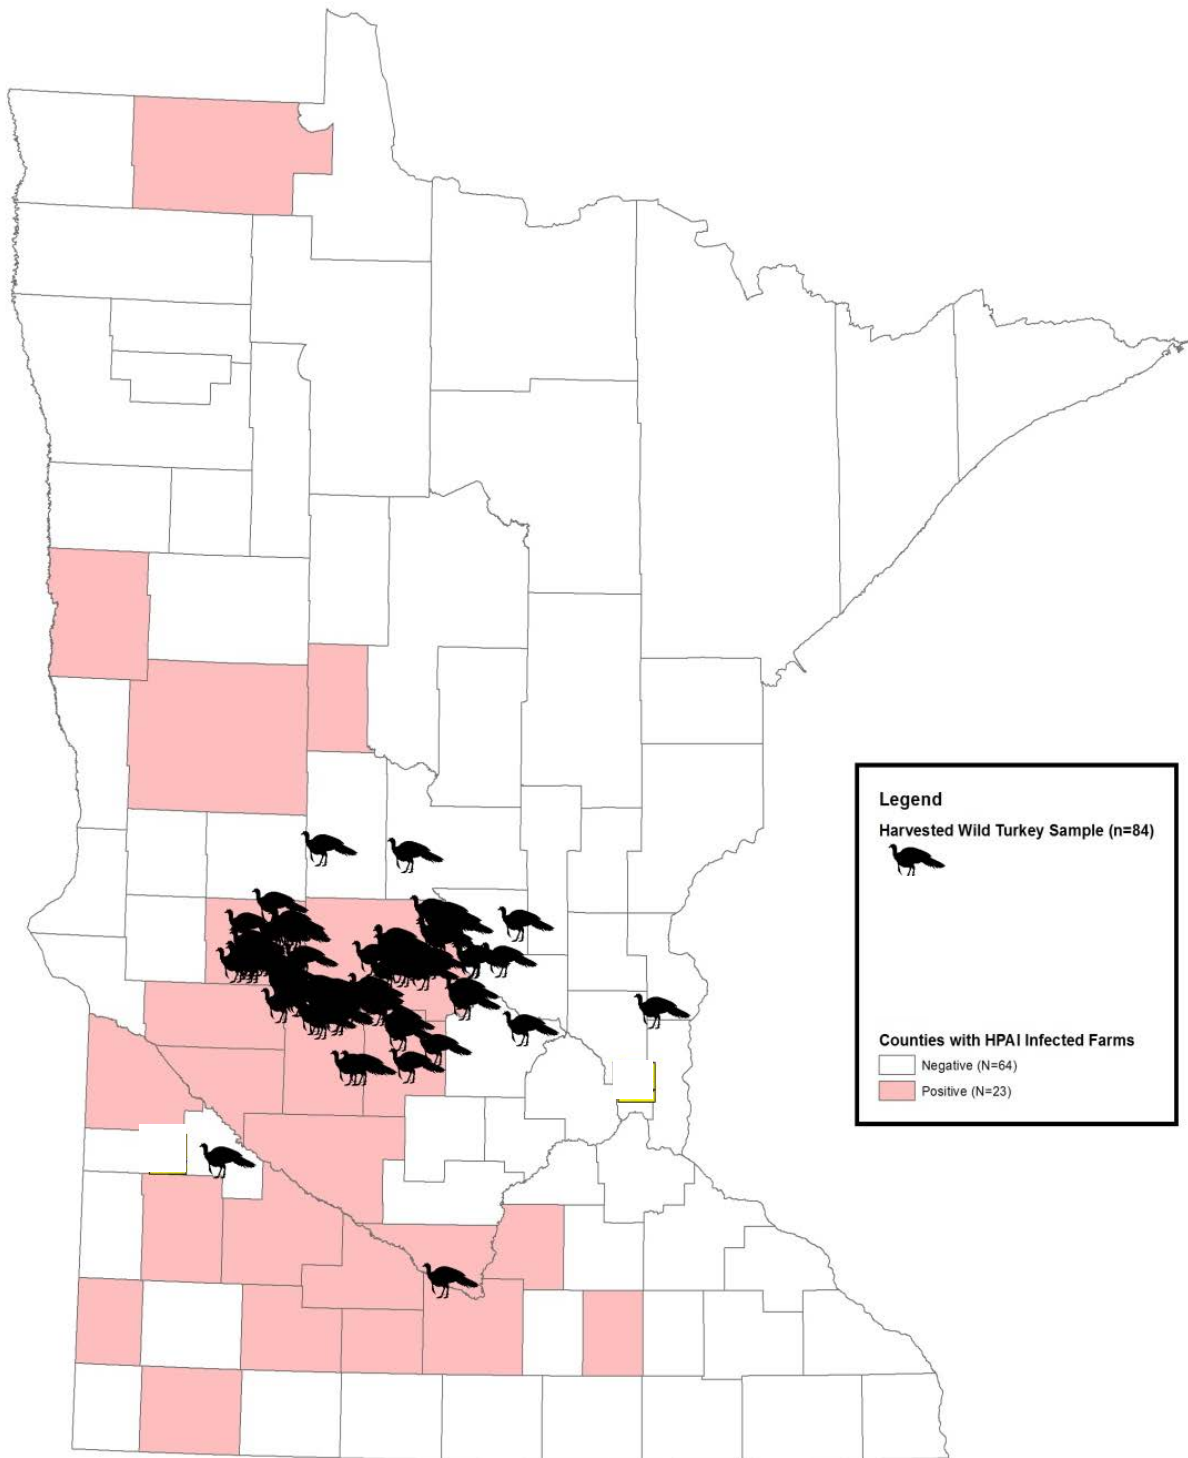 Legend
Harvested Wild Turkey Sample (n=84)
Counties with HPAI Infected Farms
Negative (N=64)
Positive (N=23)